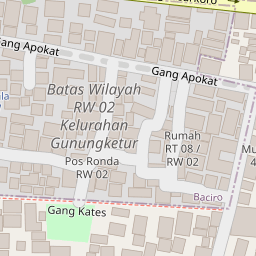 Gang Apokat
Gang Apokat
Batas Wilayah
RW 02
Kelurahan
Gunungketur
Rumah
RT 08 /
RW 02
Pos Ronda
RW 02
Baciro
Gang Kates